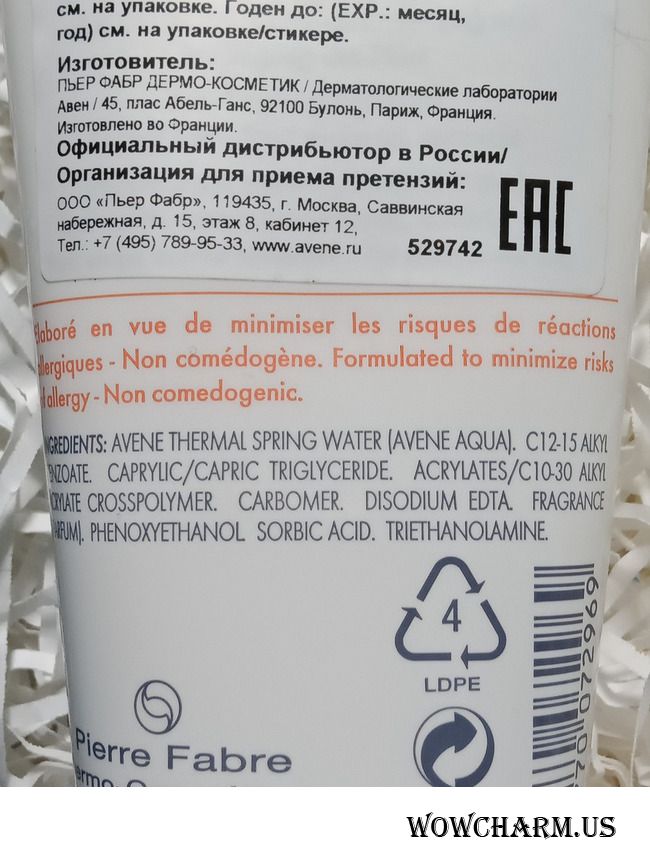 см. на упаковке. Годен до: (EXP.: месяц,
год) см. на упаковке/стикере.
Изготовитель:
ПЬЕР ФАБР ДЕРМО-КОСМЕТИК / Дерматологические лаборатории
Авен / 45, плас Абель-Ганс, 92100 Булонь, Париж, Франция.
Изготовлено во Франции.
Официальный дистрибьютор в России/
Организация для приема претензий:
ООО «Пьер Фабр», 119435, г. Москва, Саввинская
набережная, д. 15, этаж 8, кабинет 12,
Тел.: +7 (495) 789-95-33, www.avene.ru
529742
EAC
Élaboré en vue de minimiser les risques de réactions
allergiques - Non comédogène. Formulated to minimize risks
of allergy - Non comedogenic.
INGREDIENTS: AVENE THERMAL SPRING WATER (AVENE AQUA). C12-15 ALKYL
BENZOATE. CAPRYLIC/CAPRIC TRIGLYCERIDE. ACRYLATES/C10-30 ALKYL
ACRYLATE CROSSPOLYMER. CARBOMER. DISODIUM EDTA. FRAGRANCE
(PARFUM). PHENOXYETHANOL. SORBIC ACID. TRIETHANOLAMINE.
4
LDPE
Pierre Fabre
WOWCHARM.US